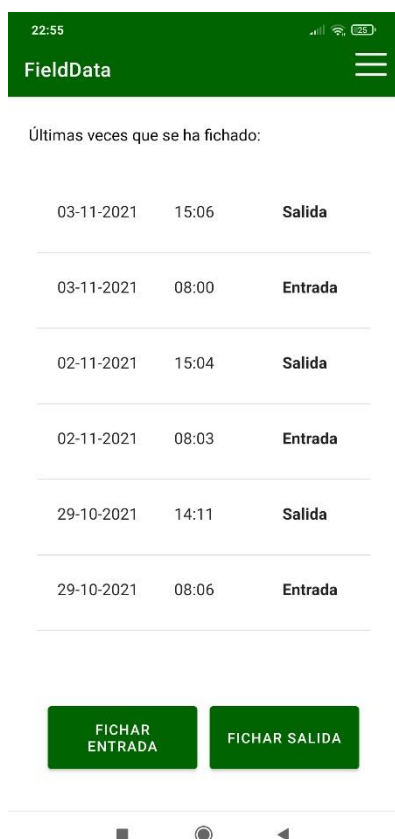 22:55 25
FieldData
Últimas veces que se ha fichado:
03-11-2021 15:06 Salida
03-11-2021 08:00 Entrada
02-11-2021 15:04 Salida
02-11-2021 08:03 Entrada
29-10-2021 14:11 Salida
29-10-2021 08:06 Entrada
FICHAR
ENTRADA
FICHAR SALIDA